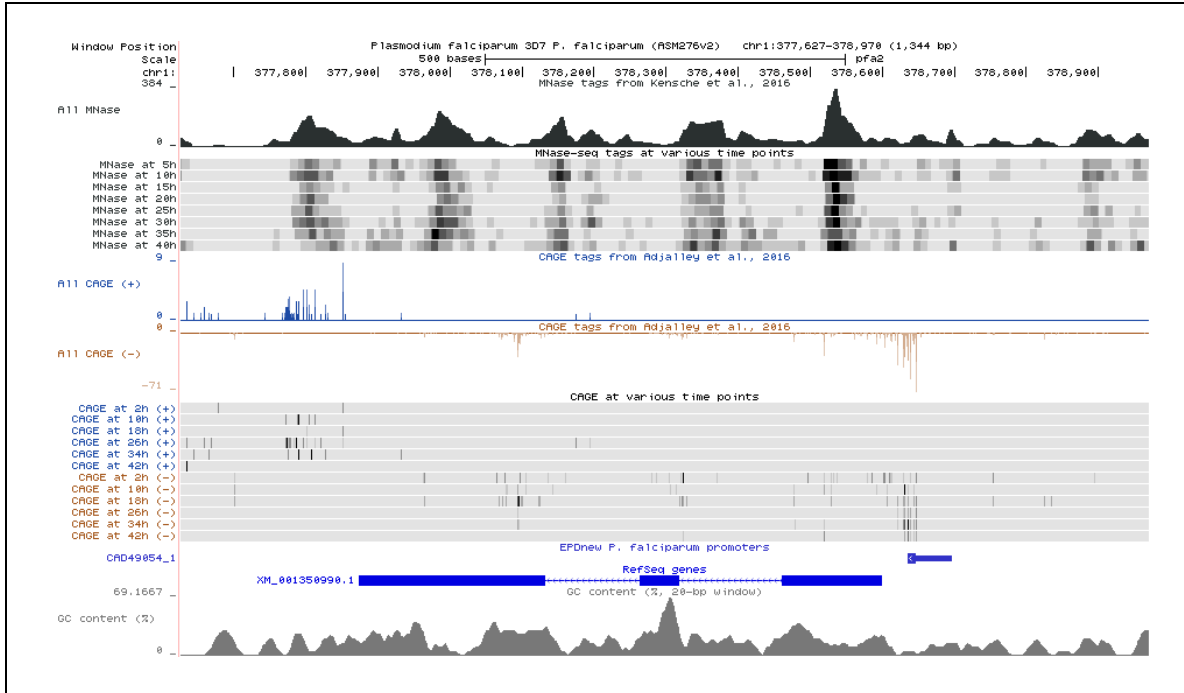 Window Position Plasmodium falciparum 3D7 P. falciparum (ASM276v2) chr1:377,627-378,970 (1,344 bp)
Scale 500 bases pfa2
chr1: 377,800 377,900 378,000 378,100 378,200 378,300 378,400 378,500 378,600 378,700 378,800 378,900
384 _ MNase tags from Kensche et al., 2016
All MNase
0 _
MNase-seq tags at various time points
MNase at 5h
MNase at 10h
MNase at 15h
MNase at 20h
MNase at 25h
MNase at 30h
MNase at 35h
MNase at 40h
9 _ CAGE tags from Adjalley et al., 2016
All CAGE (+)
0 _
0 _ CAGE tags from Adjalley et al., 2016
All CAGE (-)
-71 _
CAGE at various time points
CAGE at 2h (+)
CAGE at 10h (+)
CAGE at 18h (+)
CAGE at 26h (+)
CAGE at 34h (+)
CAGE at 42h (+)
CAGE at 2h (-)
CAGE at 10h (-)
CAGE at 18h (-)
CAGE at 26h (-)
CAGE at 34h (-)
CAGE at 42h (-)
EPDnew P. falciparum promoters
CAD49054_1
RefSeq genes
XM_001350990.1
69.1667 _ GC content (%, 20-bp window)
GC content (%)
0 _